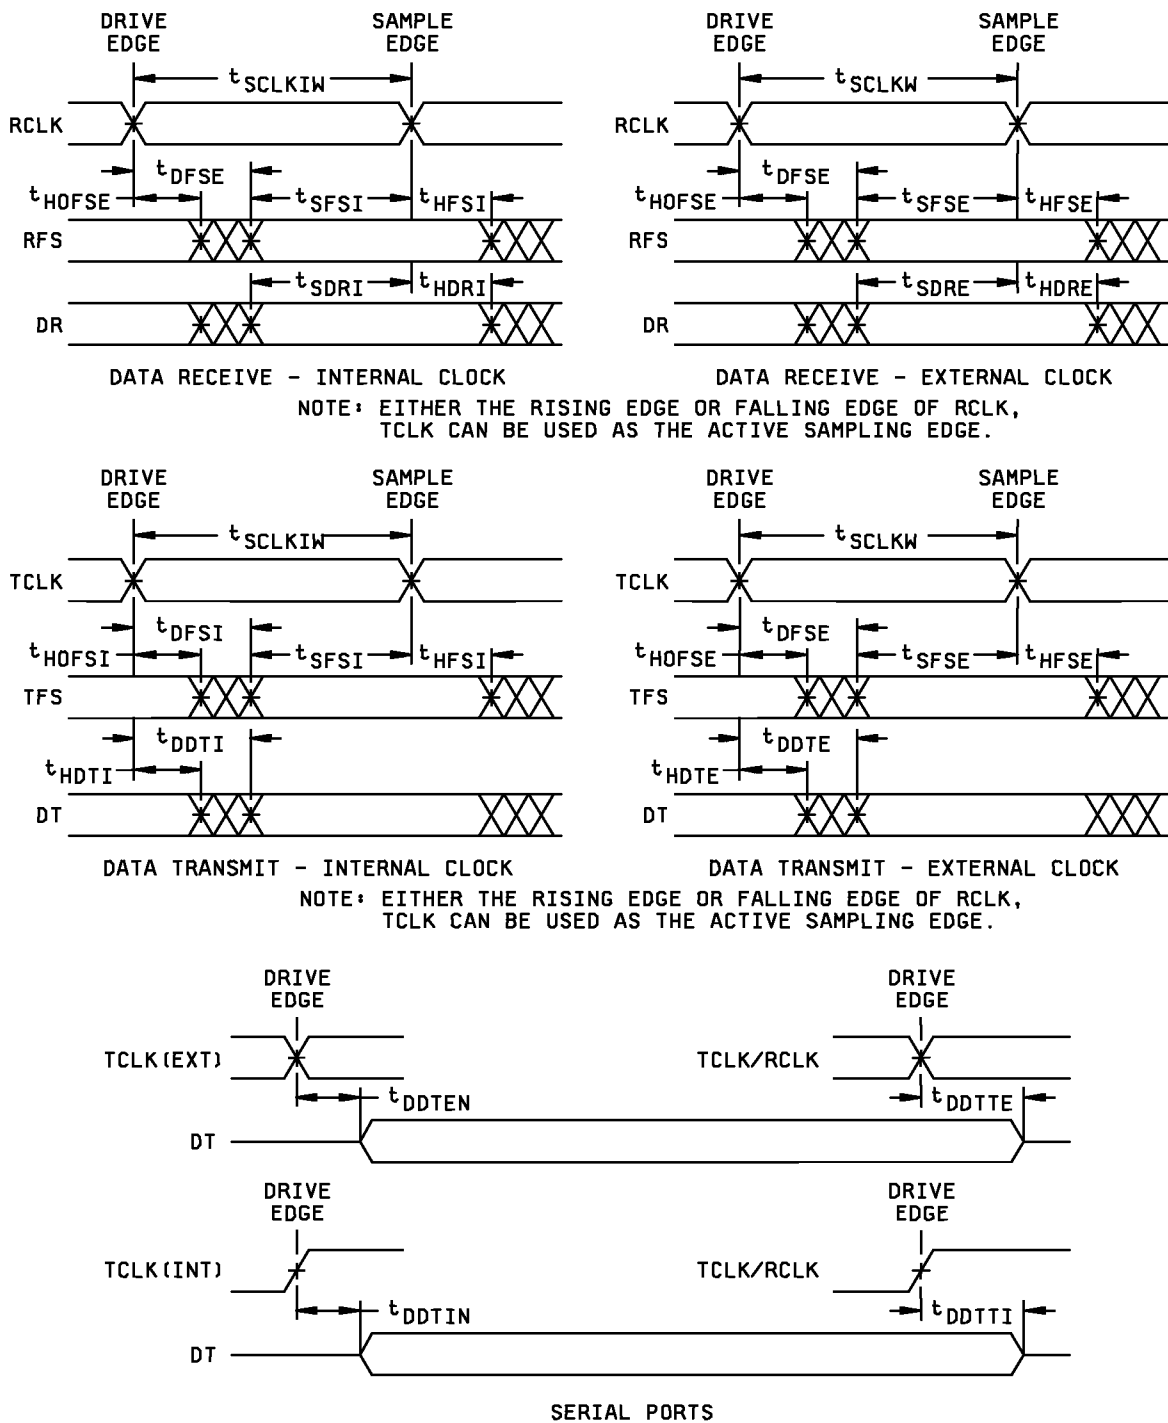 DRIVE EDGE
SAMPLE EDGE
tSCLKIW
RCLK
tDFSE
tHOFSE
tSFSI
tHFSI
RFS
tSDRI
tHDRI
DR
DATA RECEIVE - INTERNAL CLOCK
DRIVE EDGE
SAMPLE EDGE
tSCLKW
RCLK
tDFSE
tHOFSE
tSFSE
tHFSE
RFS
tSDRE
tHDRE
DR
DATA RECEIVE - EXTERNAL CLOCK
NOTE: EITHER THE RISING EDGE OR FALLING EDGE OF RCLK,
TCLK CAN BE USED AS THE ACTIVE SAMPLING EDGE.
DRIVE EDGE
SAMPLE EDGE
tSCLKIW
TCLK
tDFSI
tHOFSI
tSFSI
tHFSI
TFS
tDDTI
tHDTI
DT
DATA TRANSMIT - INTERNAL CLOCK
DRIVE EDGE
SAMPLE EDGE
tSCLKW
TCLK
tDFSE
tHOFSE
tSFSE
tHFSE
TFS
tDDTE
tHDTE
DT
DATA TRANSMIT - EXTERNAL CLOCK
NOTE: EITHER THE RISING EDGE OR FALLING EDGE OF RCLK,
TCLK CAN BE USED AS THE ACTIVE SAMPLING EDGE.
DRIVE EDGE
DRIVE EDGE
TCLK(EXT)
TCLK/RCLK
tDDTEN
tDDTTE
DT
DRIVE EDGE
DRIVE EDGE
TCLK(INT)
TCLK/RCLK
tDDTIN
tDDTTI
DT
SERIAL PORTS